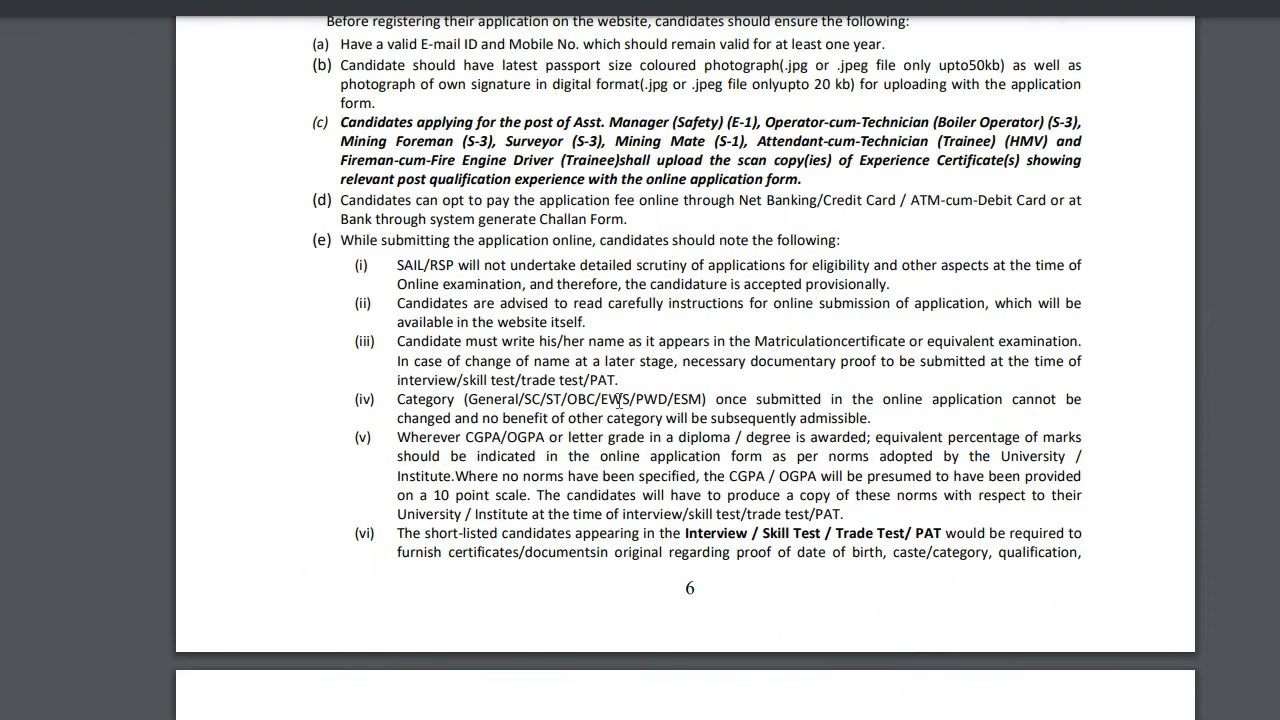 Before registering their application on the website, candidates should ensure the following:
(a) Have a valid E-mail ID and Mobile No. which should remain valid for at least one year.
(b) Candidate should have latest passport size coloured photograph(.jpg or .jpeg file only upto50kb) as well as
photograph of own signature in digital format(.jpg or .jpeg file onlyupto 20 kb) for uploading with the application
form.
(c) Candidates applying for the post of Asst. Manager (Safety) (E-1), Operator-cum-Technician (Boiler Operator) (S-3),
Mining Foreman (S-3), Surveyor (S-3), Mining Mate (S-1), Attendant-cum-Technician (Trainee) (HMV) and
Fireman-cum-Fire Engine Driver (Trainee)shall upload the scan copy(ies) of Experience Certificate(s) showing
relevant post qualification experience with the online application form.
(d) Candidates can opt to pay the application fee online through Net Banking/Credit Card / ATM-cum-Debit Card or at
Bank through system generate Challan Form.
(e) While submitting the application online, candidates should note the following:
(i) SAIL/RSP will not undertake detailed scrutiny of applications for eligibility and other aspects at the time of
Online examination, and therefore, the candidature is accepted provisionally.
(ii) Candidates are advised to read carefully instructions for online submission of application, which will be
available in the website itself.
(iii) Candidate must write his/her name as it appears in the Matriculationcertificate or equivalent examination.
In case of change of name at a later stage, necessary documentary proof to be submitted at the time of
interview/skill test/trade test/PAT.
(iv) Category (General/SC/ST/OBC/EWS/PWD/ESM) once submitted in the online application cannot be
changed and no benefit of other category will be subsequently admissible.
(v) Wherever CGPA/OGPA or letter grade in a diploma / degree is awarded; equivalent percentage of marks
should be indicated in the online application form as per norms adopted by the University /
Institute.Where no norms have been specified, the CGPA / OGPA will be presumed to have been provided
on a 10 point scale. The candidates will have to produce a copy of these norms with respect to their
University / Institute at the time of interview/skill test/trade test/PAT.
(vi) The short-listed candidates appearing in the Interview / Skill Test / Trade Test/ PAT would be required to
furnish certificates/documentsin original regarding proof of date of birth, caste/category, qualification,
6